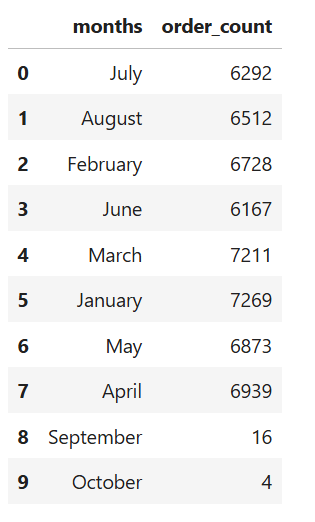 months order_count
0 July 6292
1 August 6512
2 February 6728
3 June 6167
4 March 7211
5 January 7269
6 May 6873
7 April 6939
8 September 16
9 October 4